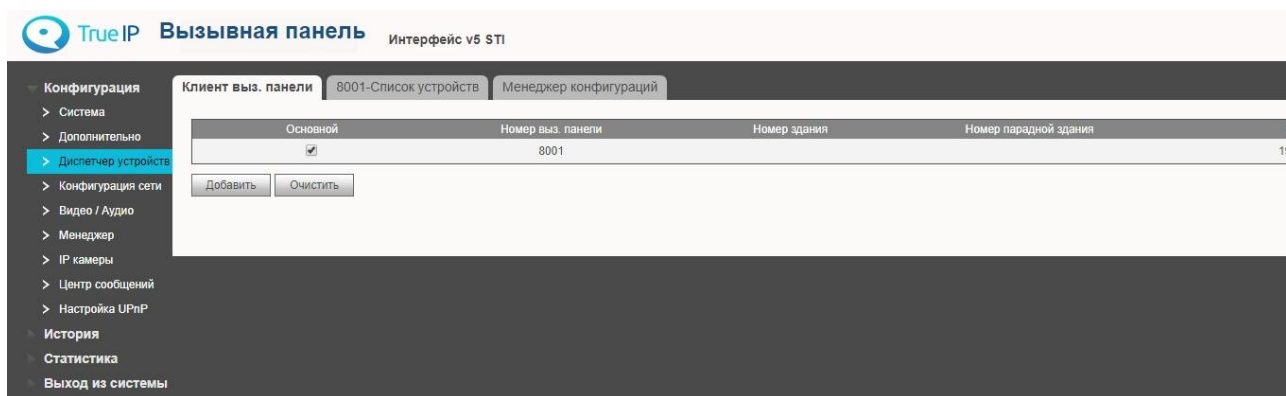 True IP Вызывная панель Интерфейс v5 STI
Конфигурация
Система
Дополнительно
Диспетчер устройств
Конфигурация сети
Видео / Аудио
Менеджер
IP камеры
Центр сообщений
Настройка UPnP
История
Статистика
Выход из системы
Клиент выз. панели 8001-Список устройств Менеджер конфигураций
Основной Номер выз. панели Номер здания Номер парадной здания
8001
Добавить Очистить